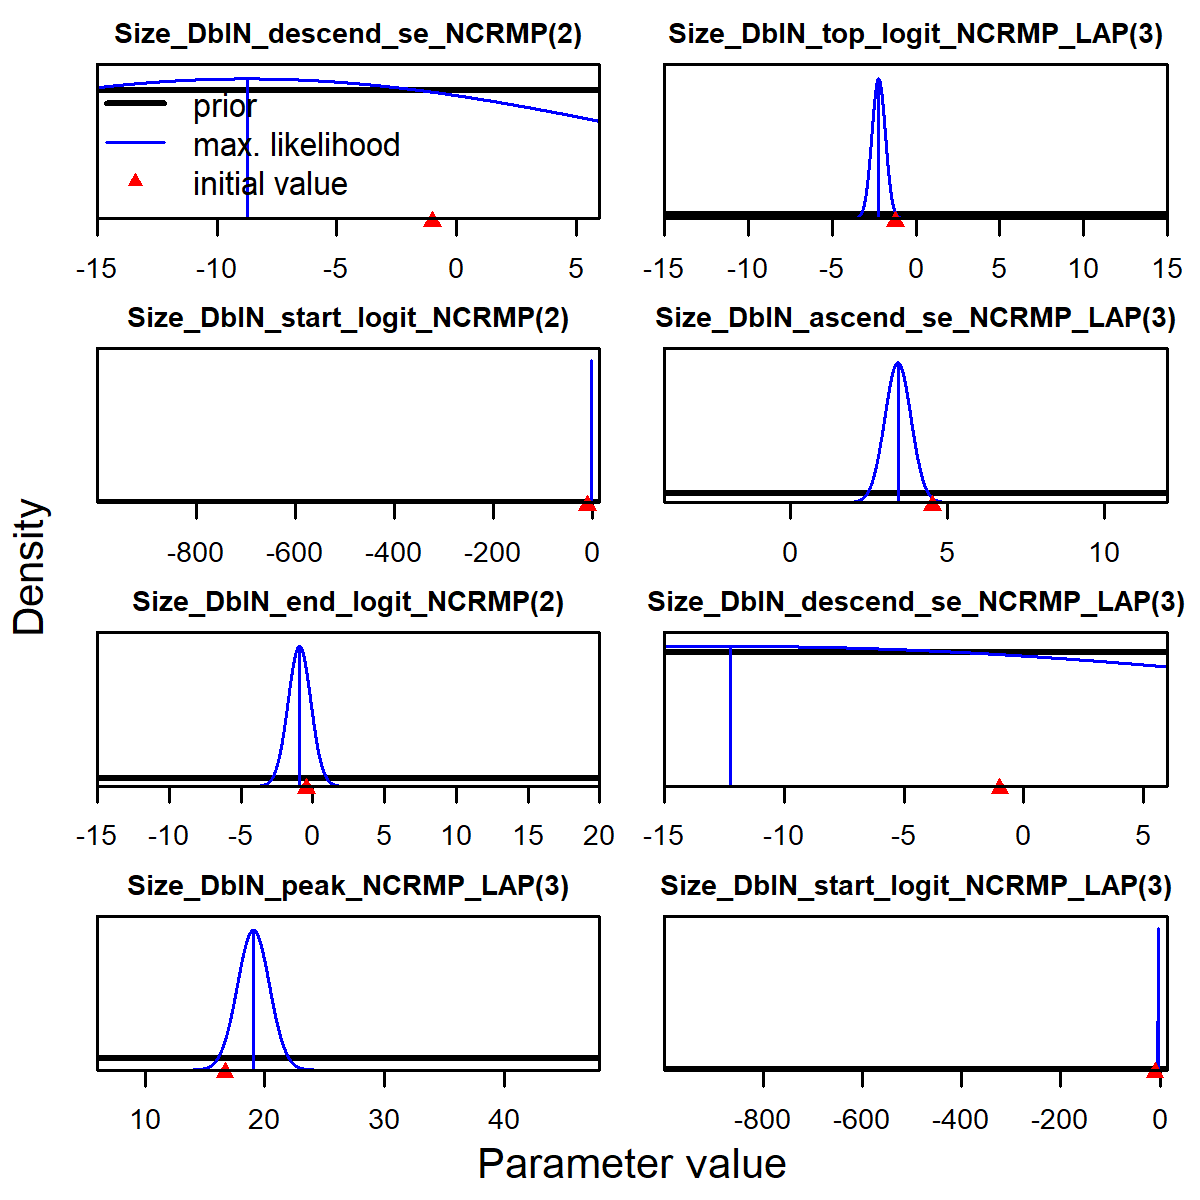 Size_DblN_descend_se_NCRMP(2)
prior
max. likelihood
initial value
-15 -10 -5 0 5
Size_DblN_top_logit_NCRMP_LAP(3)
-15 -10 -5 0 5 10 15
Size_DblN_start_logit_NCRMP(2)
-800 -600 -400 -200 0
Size_DblN_ascend_se_NCRMP_LAP(3)
0 5 10
Size_DblN_end_logit_NCRMP(2)
-15 -10 -5 0 5 10 15 20
Size_DblN_descend_se_NCRMP_LAP(3)
-15 -10 -5 0 5
Size_DblN_peak_NCRMP_LAP(3)
10 20 30 40
Size_DblN_start_logit_NCRMP_LAP(3)
-800 -600 -400 -200 0
Density
Parameter value